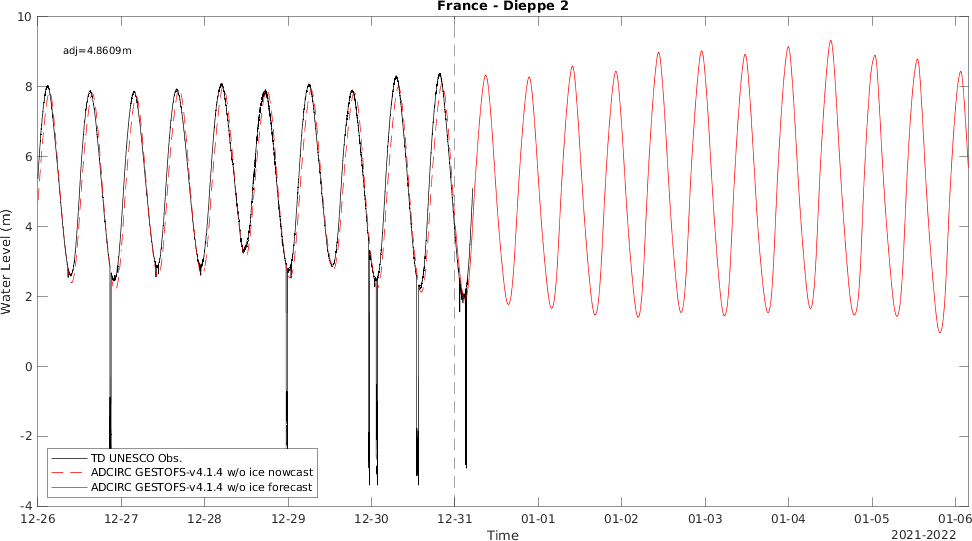 France - Dieppe 2
adj=4.8609m
10
8
6
4
2
0
-2
-4
Water Level (m)
TD UNESCO Obs.
ADCIRC GESTOFS-v4.1.4 w/o ice nowcast
ADCIRC GESTOFS-v4.1.4 w/o ice forecast
12-26 12-27 12-28 12-29 12-30 12-31 01-01 01-02 01-03 01-04 01-05 01-06
Time
2021-2022